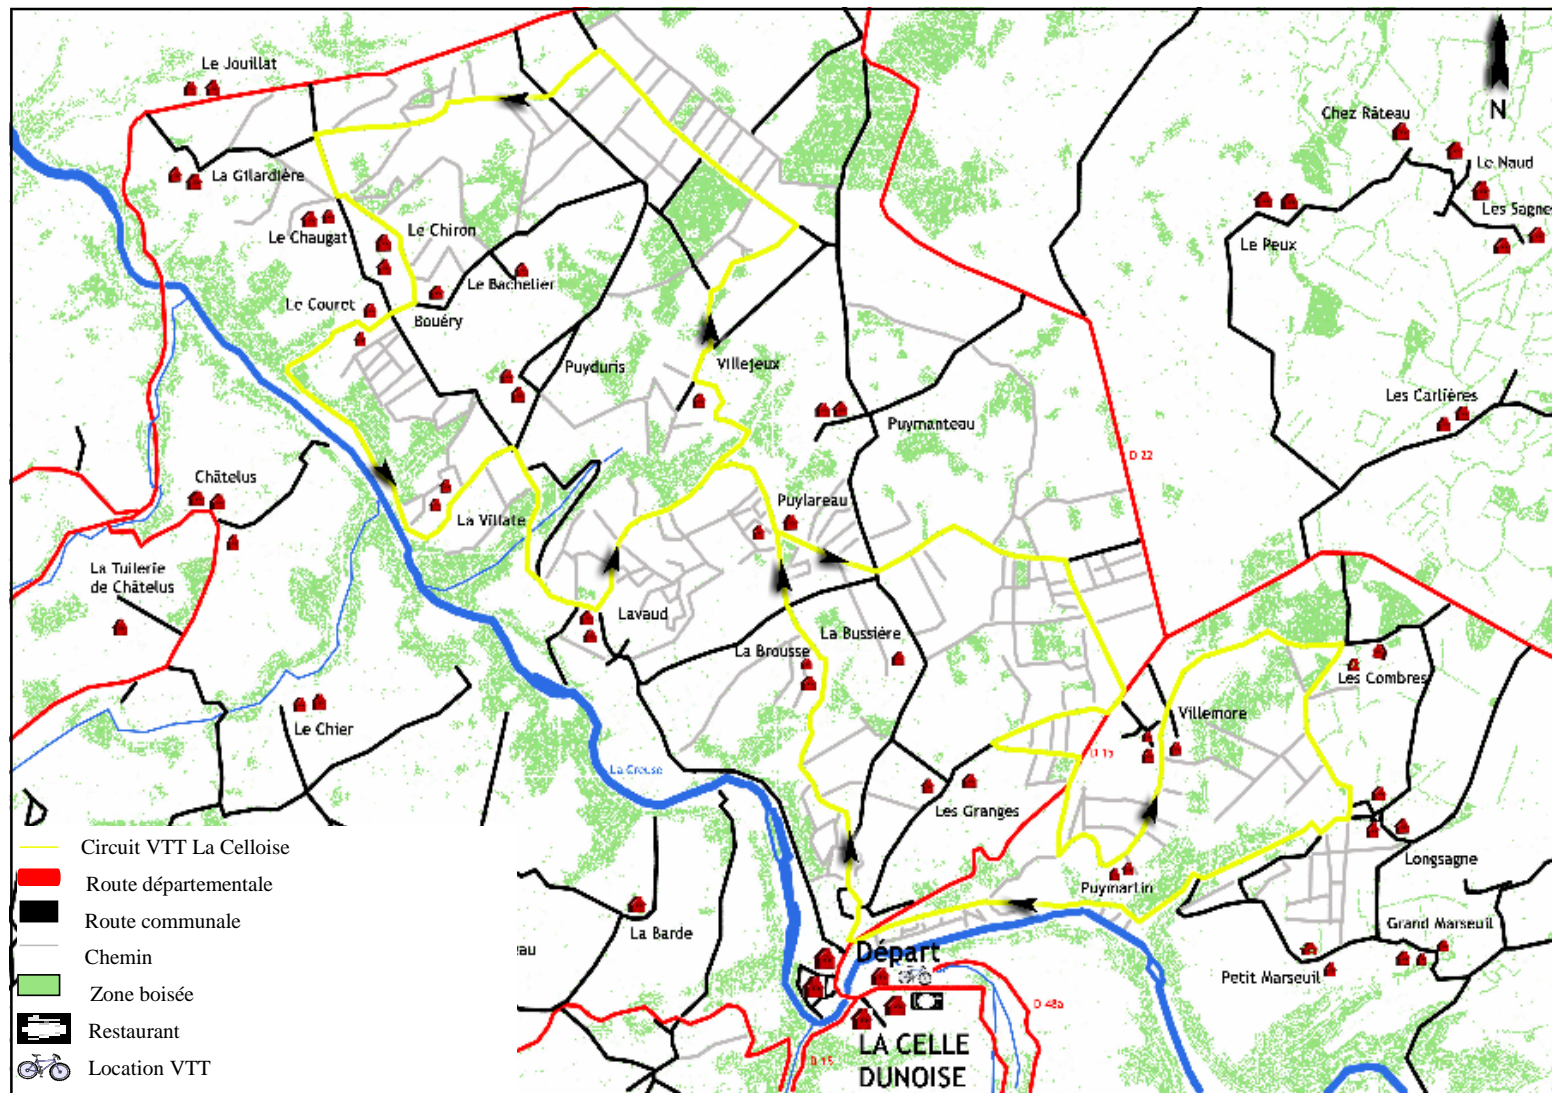 Le Jouillat
Chez Râteau
N
Le Naud
La Gilardière
Les Sagnes
Le Chaugat
Le Chiron
Le Peux
Le Bachelier
Le Couret
Bouéry
Puyduris
Villejeux
Les Carlières
Puymanteau
D 22
Châtelus
Puylareau
La Villate
La Tuilerie
de Châtelus
Lavaud
La Bussière
La Brousse
Les Combres
Le Chier
Villemore
D 15
La Creuse
Les Granges
Circuit VTT La Celloise
Longsagne
Route départementale
Puymartin
Route communale
Grand Marseuil
La Barde
eau
Départ
Chemin
Petit Marseuil
Zone boisée
D 48a
Restaurant
LA CELLE
DUNOISE
D 15
Location VTT